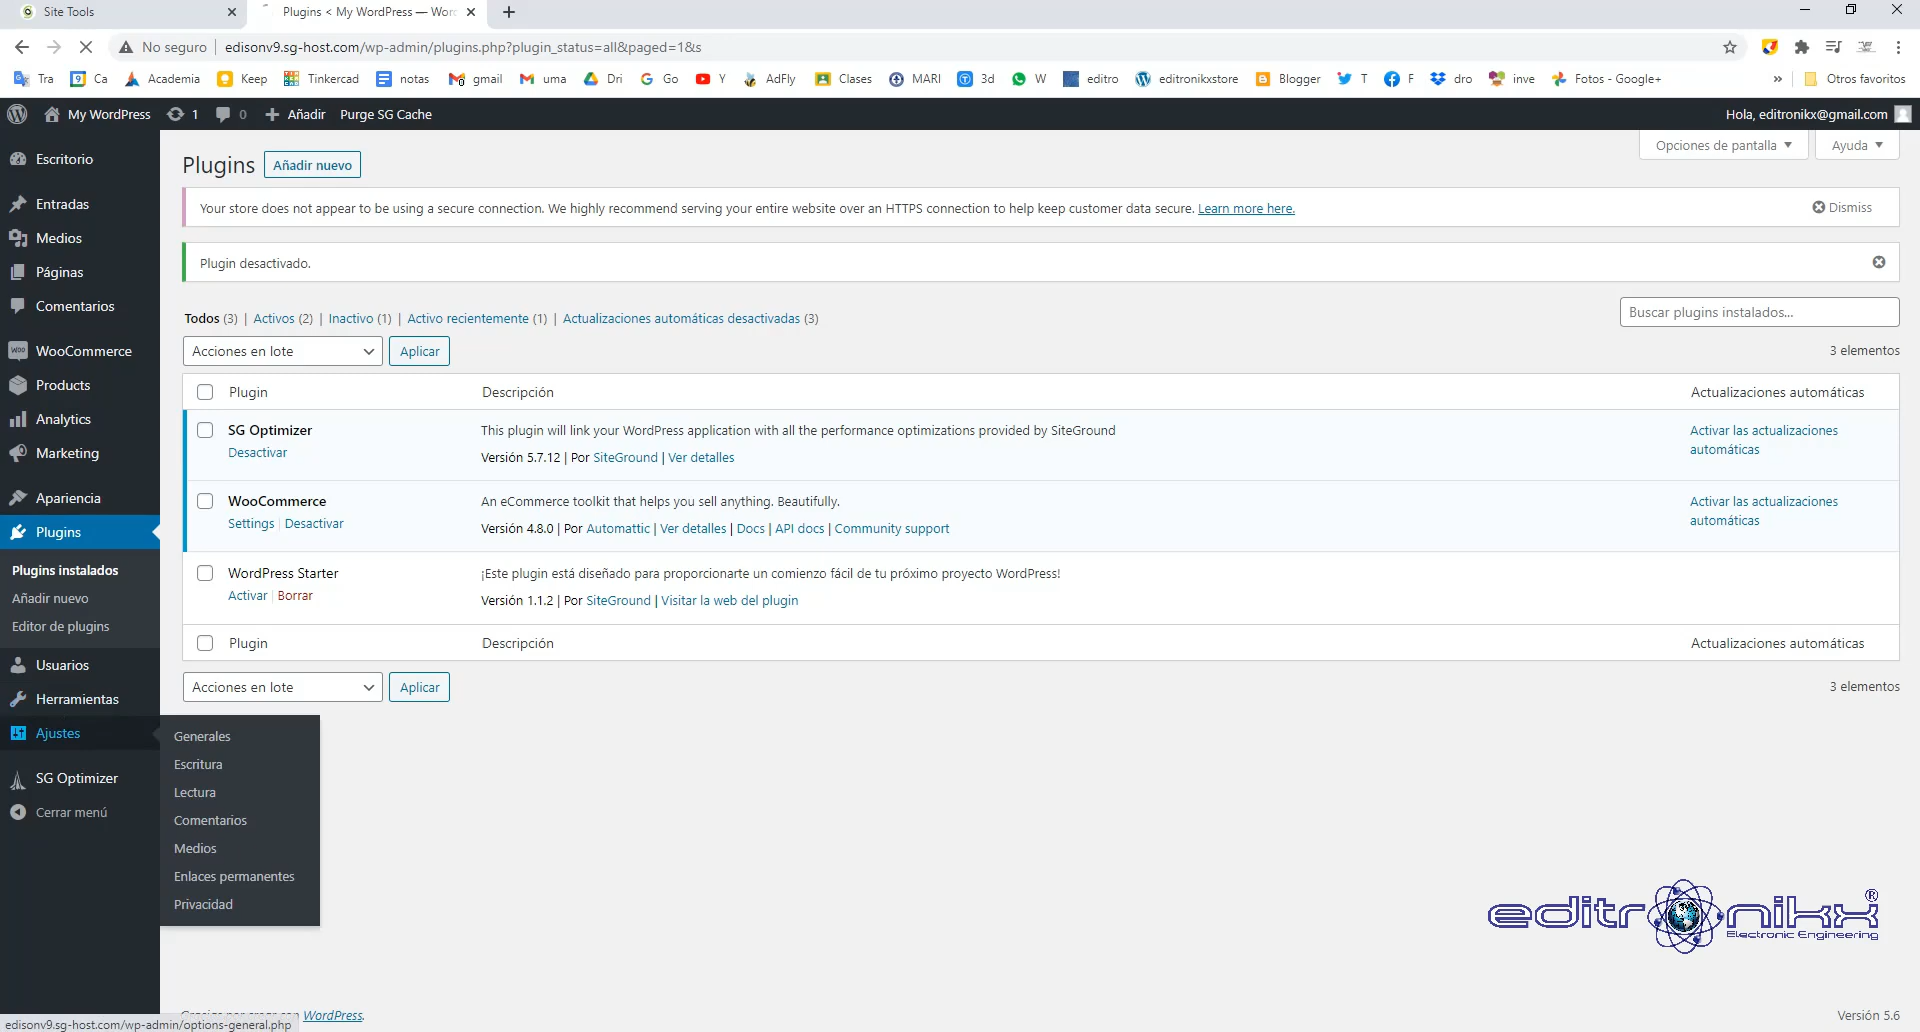 Site Tools
Plugins < My WordPress — Word
No seguro
edisonv9.sg-host.com/wp-admin/plugins.php?plugin_status=all&paged=1&s
Tra
Ca
Academia
Keep
Tinkercad
notas
gmail
uma
Dri
Go
Y
AdFly
Clases
MARI
3d
W
editro
editronikxstore
Blogger
T
F
dro
inve
Fotos - Google+
»
Otros favoritos
My WordPress
1
0
Añadir
Purge SG Cache
Hola, editronikx@gmail.com
Escritorio
Entradas
Medios
Páginas
Comentarios
WooCommerce
Products
Analytics
Marketing
Apariencia
Plugins
Plugins instalados
Añadir nuevo
Editor de plugins
Usuarios
Herramientas
Ajustes
SG Optimizer
Cerrar menú
Generales
Escritura
Lectura
Comentarios
Medios
Enlaces permanentes
Privacidad
Plugins
Añadir nuevo
Opciones de pantalla
Ayuda
Your store does not appear to be using a secure connection. We highly recommend serving your entire website over an HTTPS connection to help keep customer data secure. Learn more here.
Dismiss
Plugin desactivado.
Todos (3) | Activos (2) | Inactivo (1) | Activo recientemente (1) | Actualizaciones automáticas desactivadas (3)
Buscar plugins instalados...
Acciones en lote
Aplicar
3 elementos
Plugin
Descripción
Actualizaciones automáticas
SG Optimizer
Desactivar
This plugin will link your WordPress application with all the performance optimizations provided by SiteGround
Versión 5.7.12 | Por SiteGround | Ver detalles
Activar las actualizaciones
automáticas
WooCommerce
Settings | Desactivar
An eCommerce toolkit that helps you sell anything. Beautifully.
Versión 4.8.0 | Por Automattic | Ver detalles | Docs | API docs | Community support
Activar las actualizaciones
automáticas
WordPress Starter
Activar | Borrar
¡Este plugin está diseñado para proporcionarte un comienzo fácil de tu próximo proyecto WordPress!
Versión 1.1.2 | Por SiteGround | Visitar la web del plugin
Plugin
Descripción
Actualizaciones automáticas
Acciones en lote
Aplicar
3 elementos
editronikx®
Electronic Engineering
WordPress.
Versión 5.6
edisonv9.sg-host.com/wp-admin/options-general.php